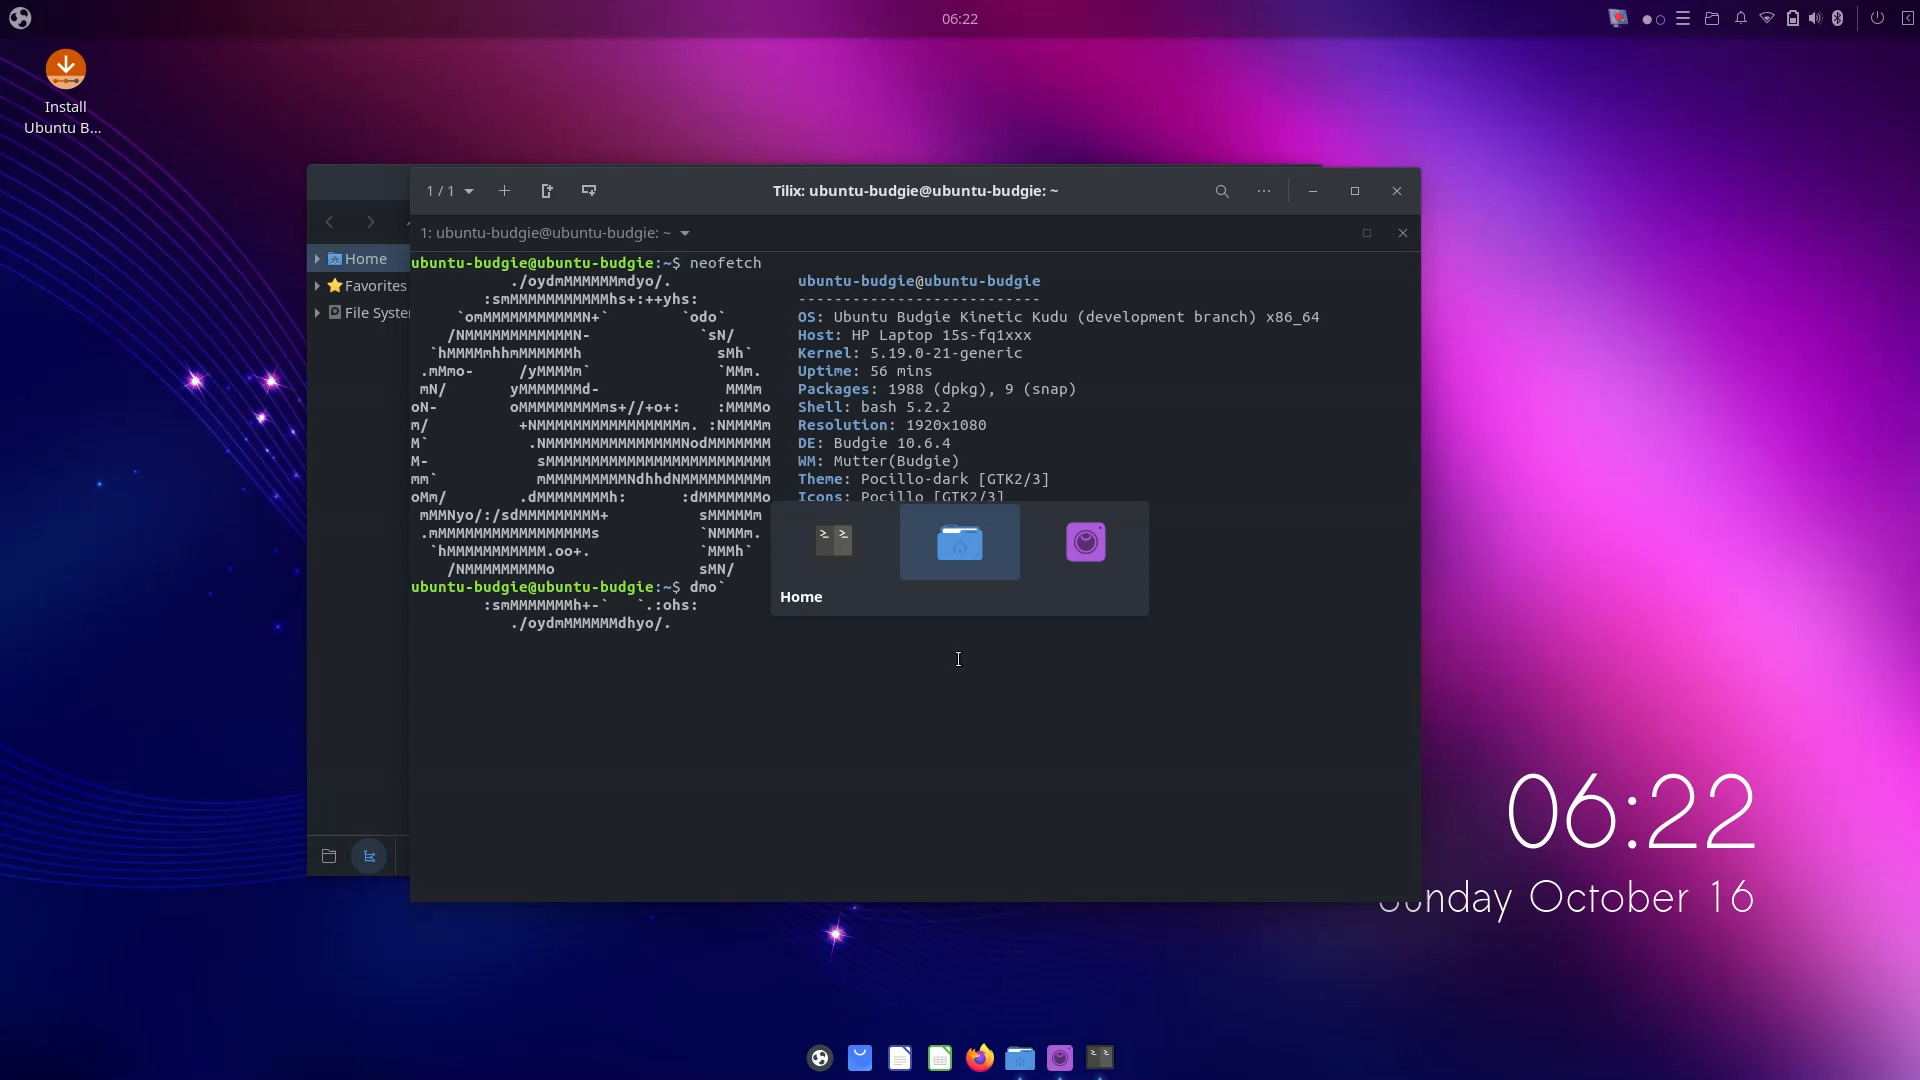 06:22
Install
Ubuntu B...
1 / 1
Tilix: ubuntu-budgie@ubuntu-budgie: ~
1: ubuntu-budgie@ubuntu-budgie: ~
Home
Favorites
File Syste
ubuntu-budgie@ubuntu-budgie:~$ neofetch
./oydmMMMMMMmdyo/. ubuntu-budgie@ubuntu-budgie
:smMMMMMMMMMMMhs+:++yhs: ---------------------------
`omMMMMMMMMMMMN+` `odo` OS: Ubuntu Budgie Kinetic Kudu (development branch) x86_64
/NMMMMMMMMMMMMN- `sN/ Host: HP Laptop 15s-fq1xxx
`hMMMMmhhmMMMMMMh sMh` Kernel: 5.19.0-21-generic
.mMmo- /yMMMMm` `MMm. Uptime: 56 mins
mN/ yMMMMMMMd- MMMm Packages: 1988 (dpkg), 9 (snap)
oN- oMMMMMMMMMms+//+o+: :MMMMo Shell: bash 5.2.2
m/ +NMMMMMMMMMMMMMMMMm. :NMMMMm Resolution: 1920x1080
M` .NMMMMMMMMMMMMMMMNodMMMMMMM DE: Budgie 10.6.4
M- sMMMMMMMMMMMMMMMMMMMMMMMMM WM: Mutter(Budgie)
mm` mMMMMMMMMMNdhhdNMMMMMMMMMm Theme: Pocillo-dark [GTK2/3]
oMm/ .dMMMMMMMMh: :dMMMMMMMo Icons: Pocillo [GTK2/3]
mMMNyo/:/sdMMMMMMMMM+ sMMMMMm
.mMMMMMMMMMMMMMMMMMs `NMMMm.
`hMMMMMMMMMMM.oo+. `MMMh`
/NMMMMMMMMMo sMN/
ubuntu-budgie@ubuntu-budgie:~$ dmo`
:smMMMMMMMh+-` `.:ohs:
./oydmMMMMMMdhyo/.
Home
06:22
Sunday October 16